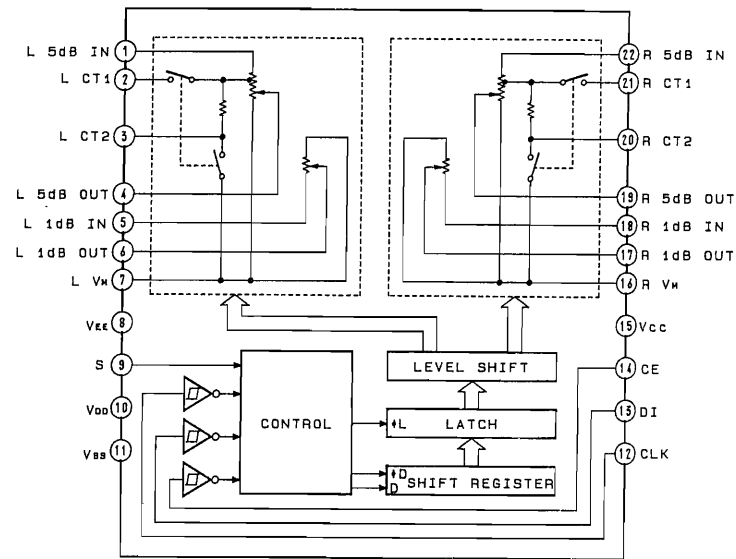 L 5dB IN 1
L CT1 2
L CT2 3
L 5dB OUT 4
L 1dB IN 5
L 1dB OUT 6
L VM 7
VEE 8
S 9
VDD 10
VSS 11
22 R 5dB IN
21 R CT1
20 R CT2
19 R 5dB OUT
18 R 1dB IN
17 R 1dB OUT
16 R VM
15 VCC
14 CE
13 DI
12 CLK
CONTROL
LEVEL SHIFT
ϕL LATCH
ϕD
D SHIFT REGISTER